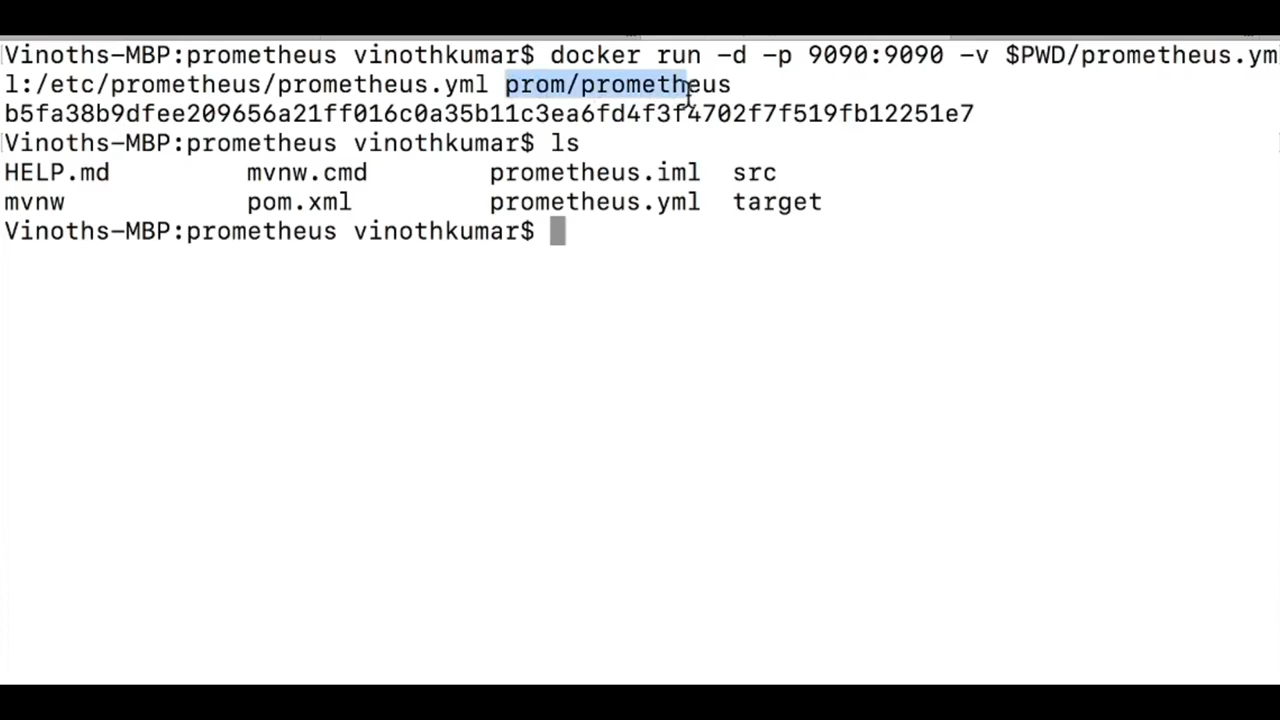 Vinoths-MBP:prometheus vinothkumar$ docker run -d -p 9090:9090 -v $PWD/prometheus.ym
l:/etc/prometheus/prometheus.yml prom/prometheus
b5fa38b9dfee209656a21ff016c0a35b11c3ea6fd4f3f4702f7f519fb12251e7
Vinoths-MBP:prometheus vinothkumar$ ls
HELP.md mvnw.cmd prometheus.iml src
mvnw pom.xml prometheus.yml target
Vinoths-MBP:prometheus vinothkumar$